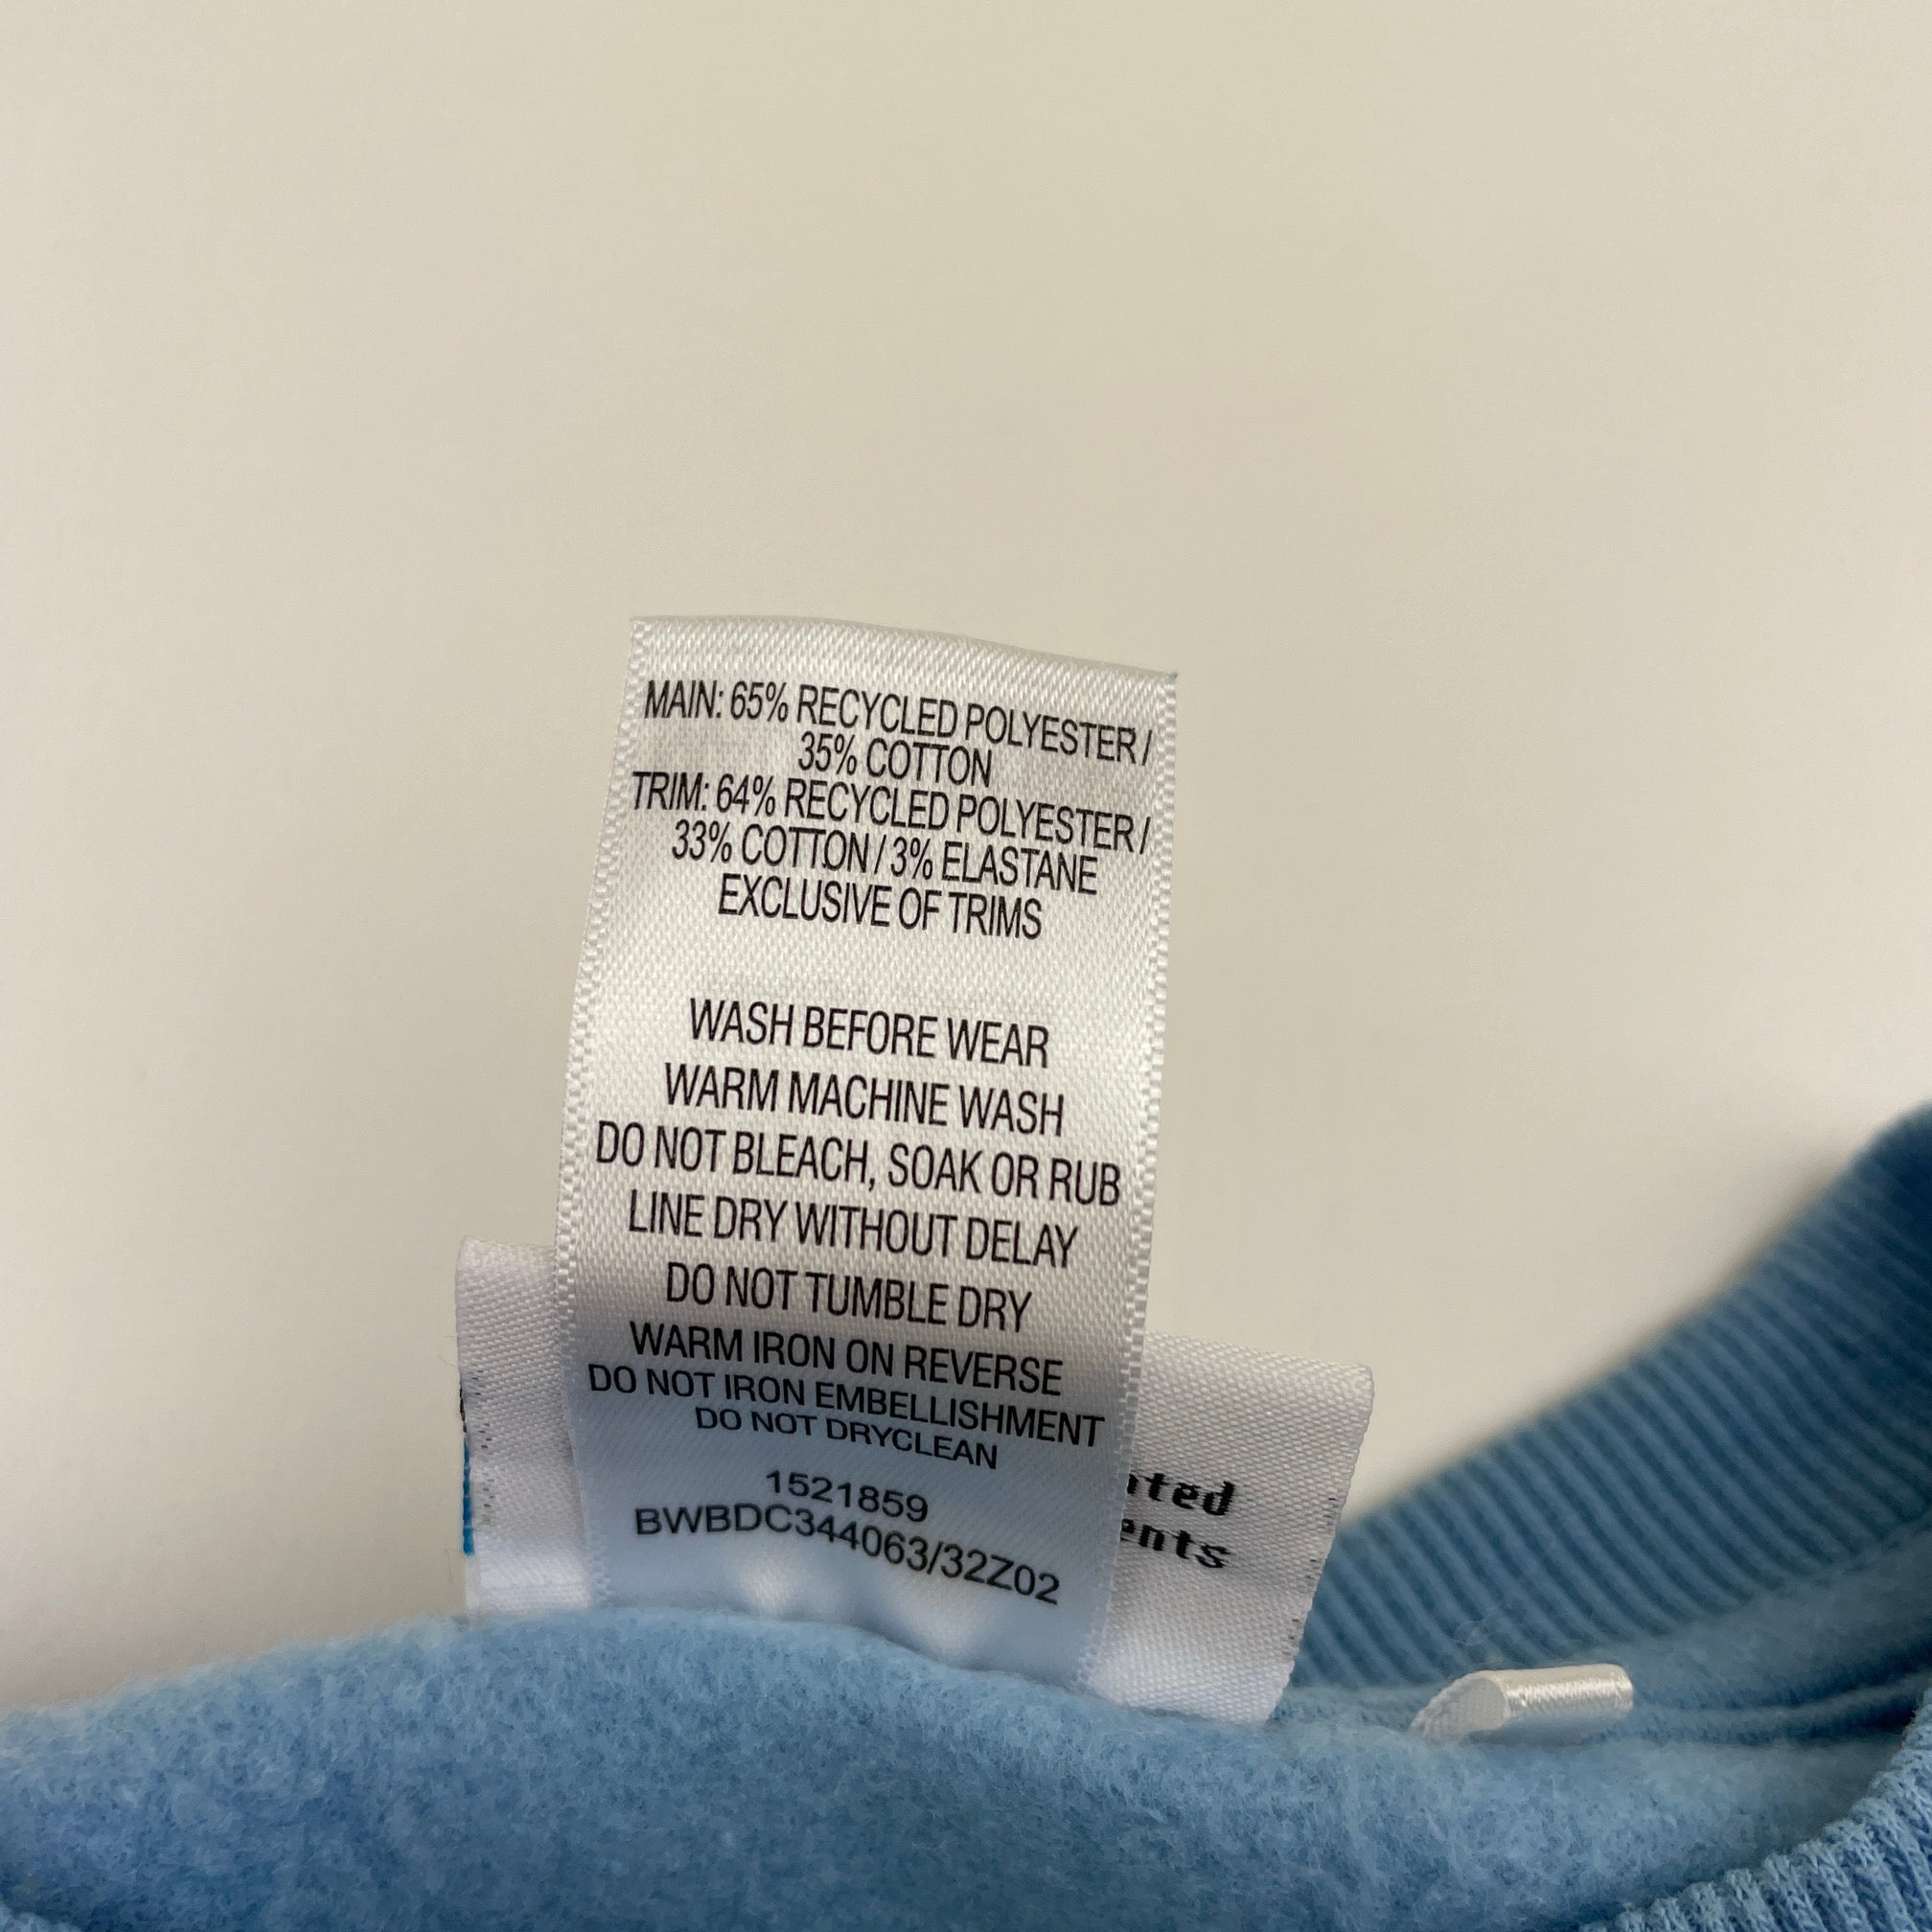 MAIN: 65% RECYCLED POLYESTER /
35% COTTON
TRIM: 64% RECYCLED POLYESTER /
33% COTTON / 3% ELASTANE
EXCLUSIVE OF TRIMS
WASH BEFORE WEAR
WARM MACHINE WASH
DO NOT BLEACH, SOAK OR RUB
LINE DRY WITHOUT DELAY
DO NOT TUMBLE DRY
WARM IRON ON REVERSE
DO NOT IRON EMBELLISHMENT
DO NOT DRYCLEAN
1521859
BWBDC344063/32Z02